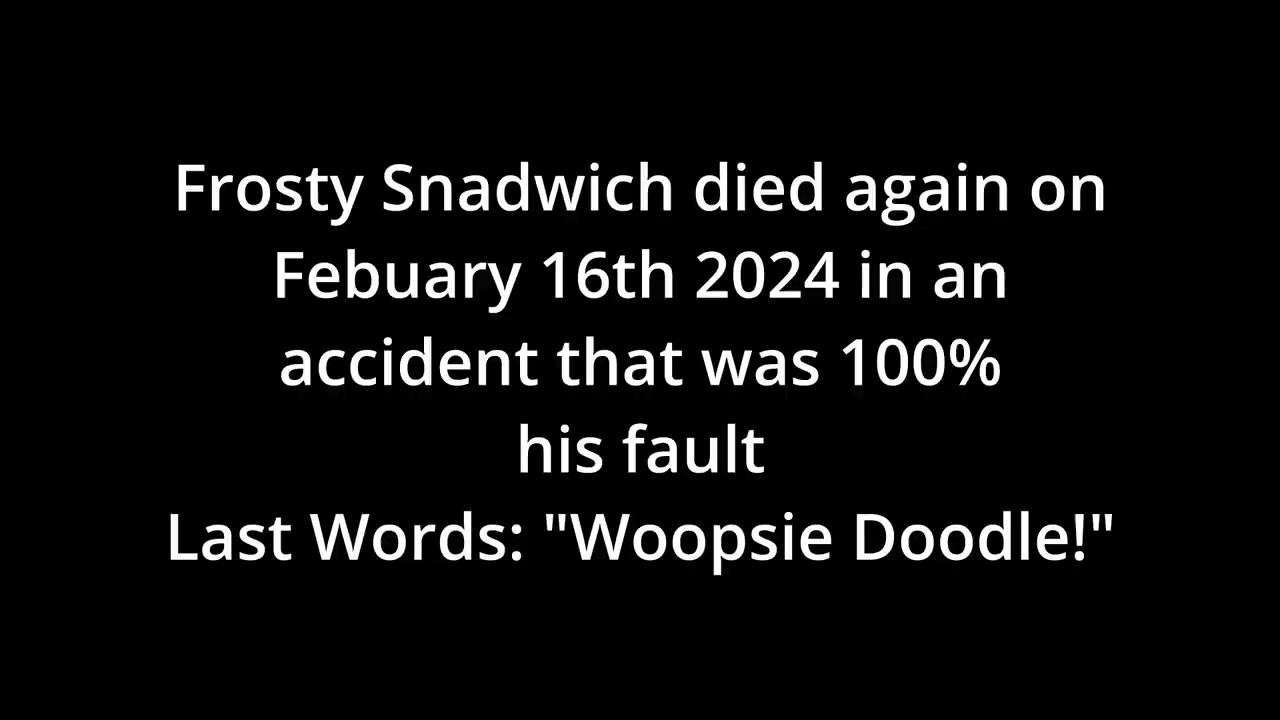 Frosty Snadwich died again on
Febuary 16th 2024 in an
accident that was 100%
his fault
Last Words: "Woopsie Doodle!"